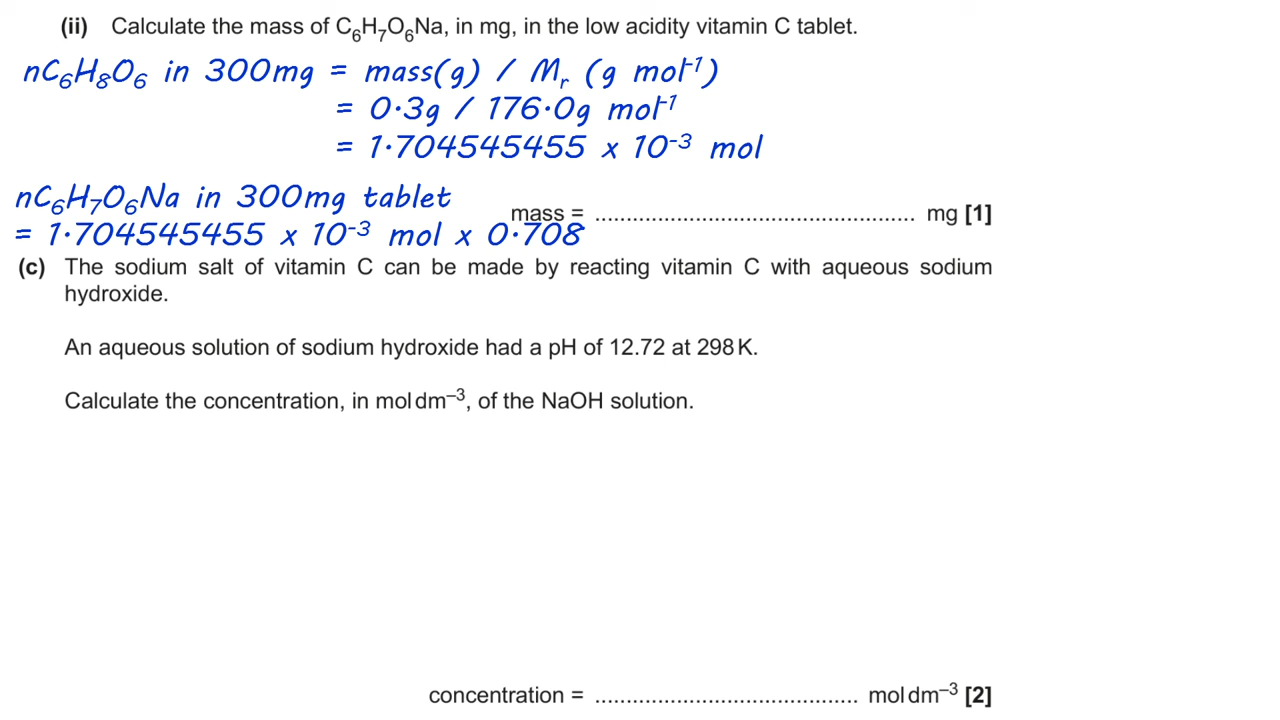 (ii) Calculate the mass of C₆H₇O₆Na, in mg, in the low acidity vitamin C tablet.
nC₆H₈O₆ in 300mg = mass(g) / Mᵣ (g mol⁻¹)
= 0·3g / 176·0g mol⁻¹
= 1·704545455 x 10⁻³ mol
nC₆H₇O₆Na in 300mg tablet
mass = .................................................. mg [1]
= 1·704545455 x 10⁻³ mol x 0·708
(c) The sodium salt of vitamin C can be made by reacting vitamin C with aqueous sodium
hydroxide.
An aqueous solution of sodium hydroxide had a pH of 12.72 at 298 K.
Calculate the concentration, in mol dm⁻³, of the NaOH solution.
concentration = .......................................... mol dm⁻³ [2]